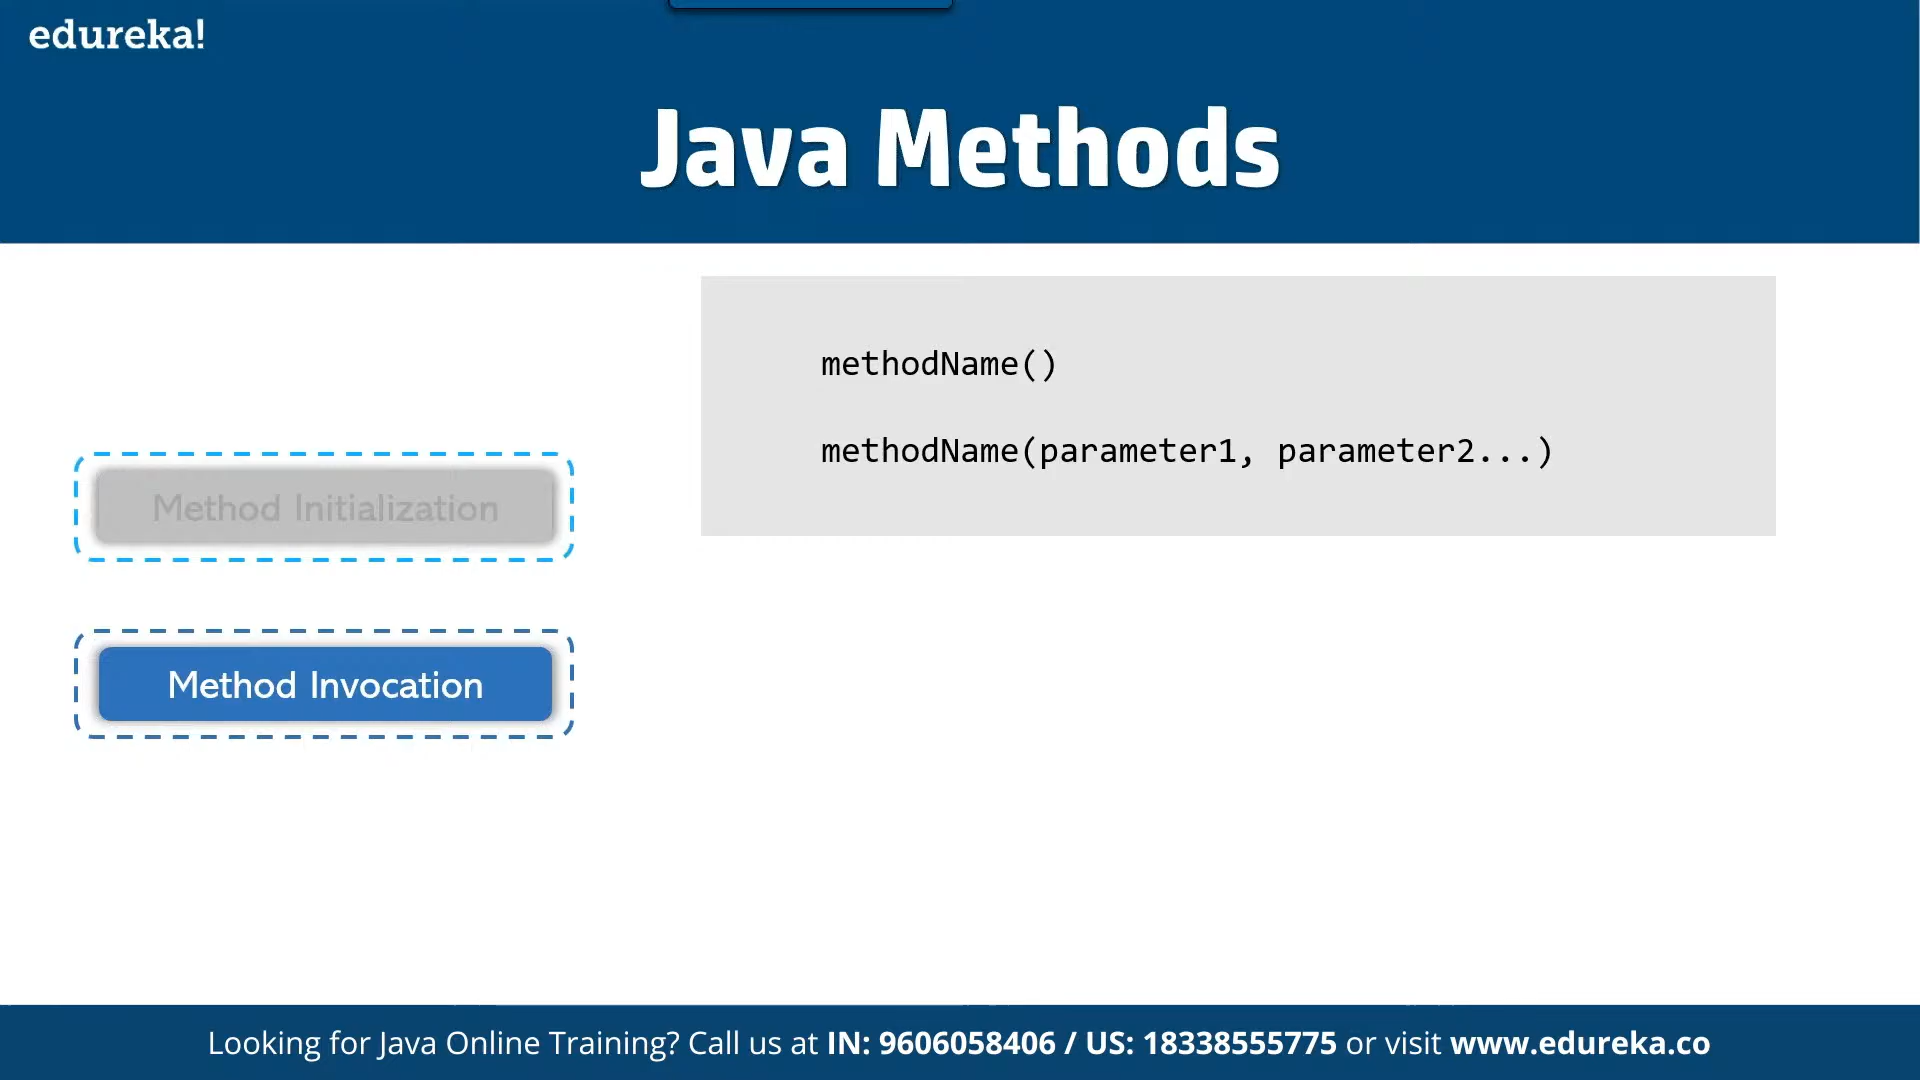 edureka!
Java Methods
methodName()
methodName(parameter1, parameter2...)
Method Initialization
Method Invocation
Looking for Java Online Training? Call us at IN: 9606058406 / US: 18338555775 or visit www.edureka.co